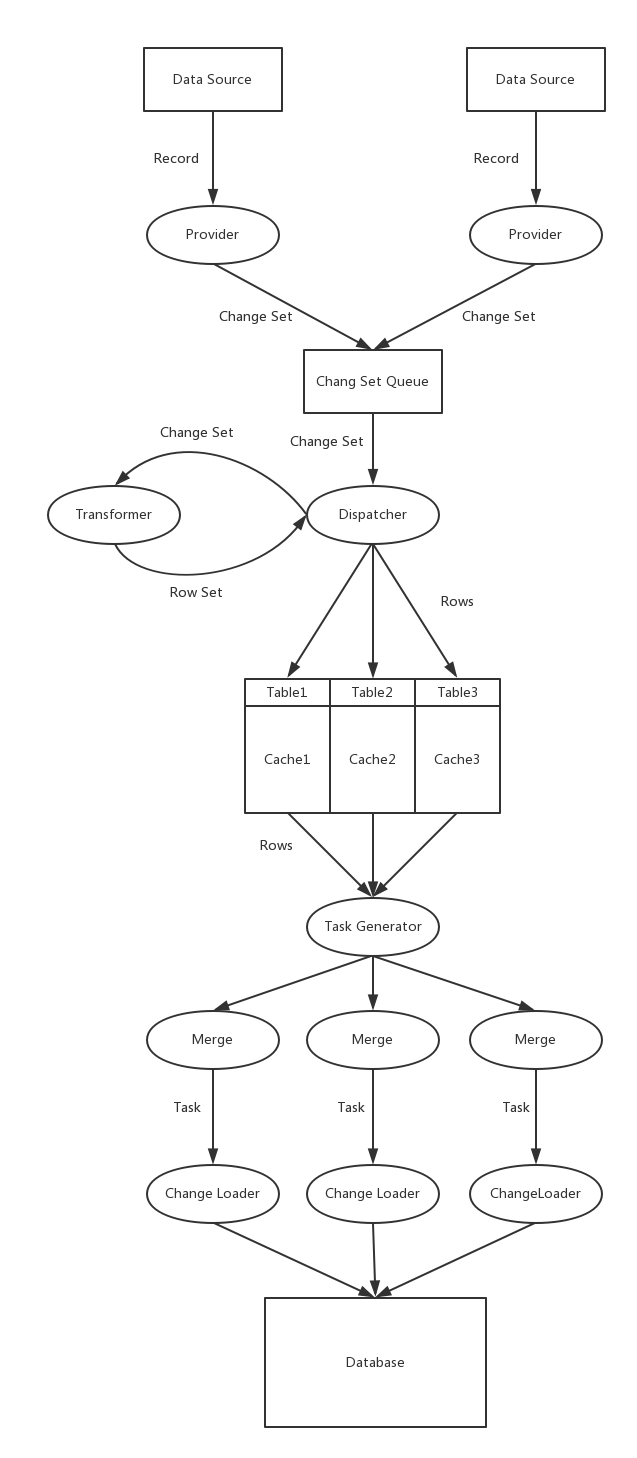 Data Source
Data Source
Record
Record
Provider
Provider
Change Set
Change Set
Chang Set Queue
Change Set
Change Set
Transformer
Dispatcher
Row Set
Rows
Table1
Table2
Table3
Cache1
Cache2
Cache3
Rows
Task Generator
Merge
Merge
Merge
Task
Task
Task
Change Loader
Change Loader
ChangeLoader
Database